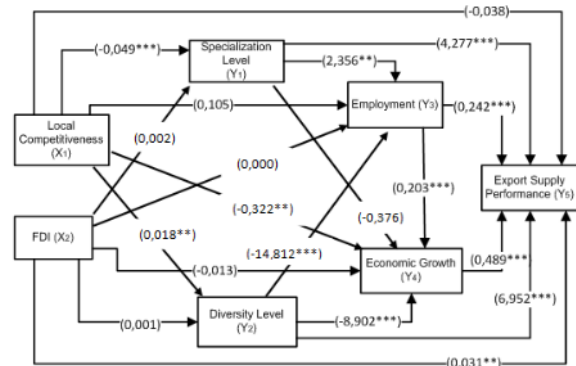 (-0,038)
(-0,049***)
Specialization
Level
(Y1)
(4,277***)
(2,356**)
(0,105)
Employment (Y3)
(0,242***)
Local
Competitiveness
(X1)
(0,002)
(0,000)
Export Supply
Performance (Y5)
(0,203***)
(-0,322**)
(-0,376)
FDI (X2)
(0,018**)
(-14,812***)
Economic Growth
(Y4)
(0,489***)
(-0,013)
Diversity Level
(Y2)
(0,001)
(-8,902***)
(6,952***)
(0,031**)